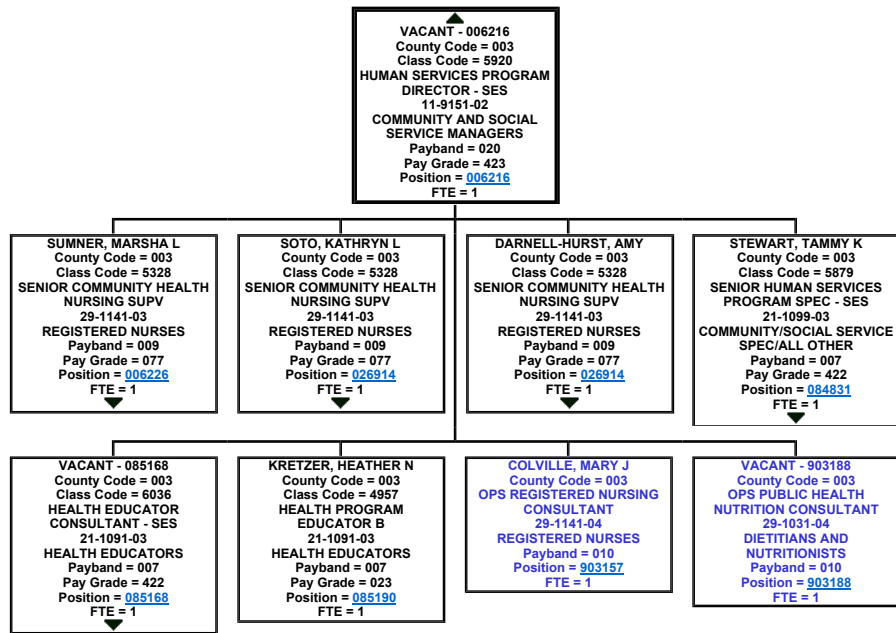 VACANT - 006216
County Code = 003
Class Code = 5920
HUMAN SERVICES PROGRAM
DIRECTOR - SES
11-9151-02
COMMUNITY AND SOCIAL
SERVICE MANAGERS
Payband = 020
Pay Grade = 423
Position = 006216
FTE = 1
SUMNER, MARSHA L
County Code = 003
Class Code = 5328
SENIOR COMMUNITY HEALTH
NURSING SUPV
29-1141-03
REGISTERED NURSES
Payband = 009
Pay Grade = 077
Position = 006226
FTE = 1
SOTO, KATHRYN L
County Code = 003
Class Code = 5328
SENIOR COMMUNITY HEALTH
NURSING SUPV
29-1141-03
REGISTERED NURSES
Payband = 009
Pay Grade = 077
Position = 026914
FTE = 1
DARNELL-HURST, AMY
County Code = 003
Class Code = 5328
SENIOR COMMUNITY HEALTH
NURSING SUPV
29-1141-03
REGISTERED NURSES
Payband = 009
Pay Grade = 077
Position = 026914
FTE = 1
STEWART, TAMMY K
County Code = 003
Class Code = 5879
SENIOR HUMAN SERVICES
PROGRAM SPEC - SES
21-1099-03
COMMUNITY/SOCIAL SERVICE
SPEC/ALL OTHER
Payband = 007
Pay Grade = 422
Position = 084831
FTE = 1
VACANT - 085168
County Code = 003
Class Code = 6036
HEALTH EDUCATOR
CONSULTANT - SES
21-1091-03
HEALTH EDUCATORS
Payband = 007
Pay Grade = 422
Position = 085168
FTE = 1
KRETZER, HEATHER N
County Code = 003
Class Code = 4957
HEALTH PROGRAM
EDUCATOR B
21-1091-03
HEALTH EDUCATORS
Payband = 007
Pay Grade = 023
Position = 085190
FTE = 1
COLVILLE, MARY J
County Code = 003
OPS REGISTERED NURSING
CONSULTANT
29-1141-04
REGISTERED NURSES
Payband = 010
Position = 903157
FTE = 1
VACANT - 903188
County Code = 003
OPS PUBLIC HEALTH
NUTRITION CONSULTANT
29-1031-04
DIETITIANS AND
NUTRITIONISTS
Payband = 010
Position = 903188
FTE = 1